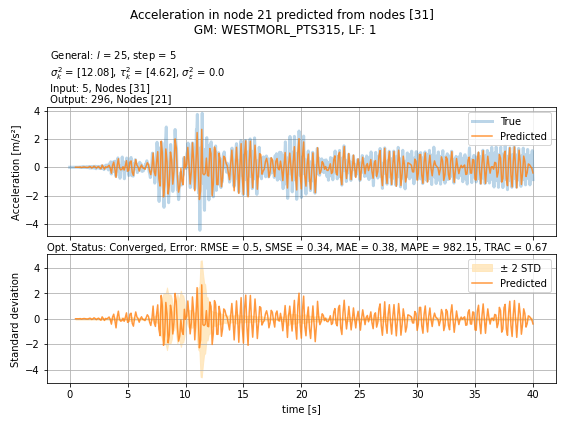 Acceleration in node 21 predicted from nodes [31]
GM: WESTMORL_PTS315, LF: 1
General: l = 25, step = 5
σ²ₖ = [12.08], τ²ₖ = [4.62], σ²ε = 0.0
Input: 5, Nodes [31]
Output: 296, Nodes [21]
Acceleration [m/s²]
4
2
0
−2
−4
True
Predicted
Opt. Status: Converged, Error: RMSE = 0.5, SMSE = 0.34, MAE = 0.38, MAPE = 982.15, TRAC = 0.67
Standard deviation
4
2
0
−2
−4
± 2 STD
Predicted
0 5 10 15 20 25 30 35 40
time [s]